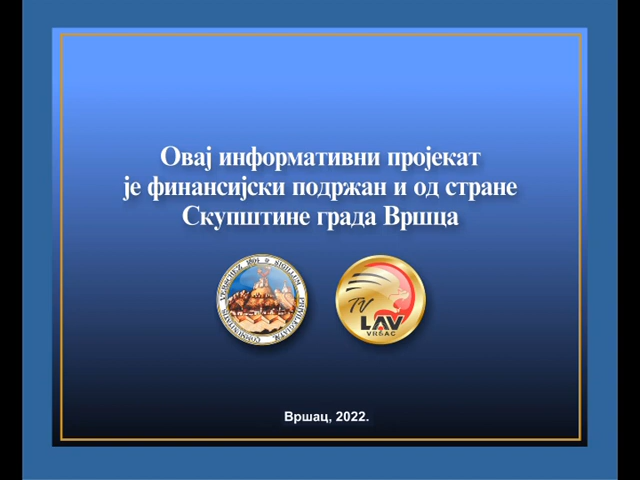 Овај информативни пројекат
је финансијски подржан и од стране
Скупштине града Вршца
TV
LAV
VRŠAC
Вршац, 2022.